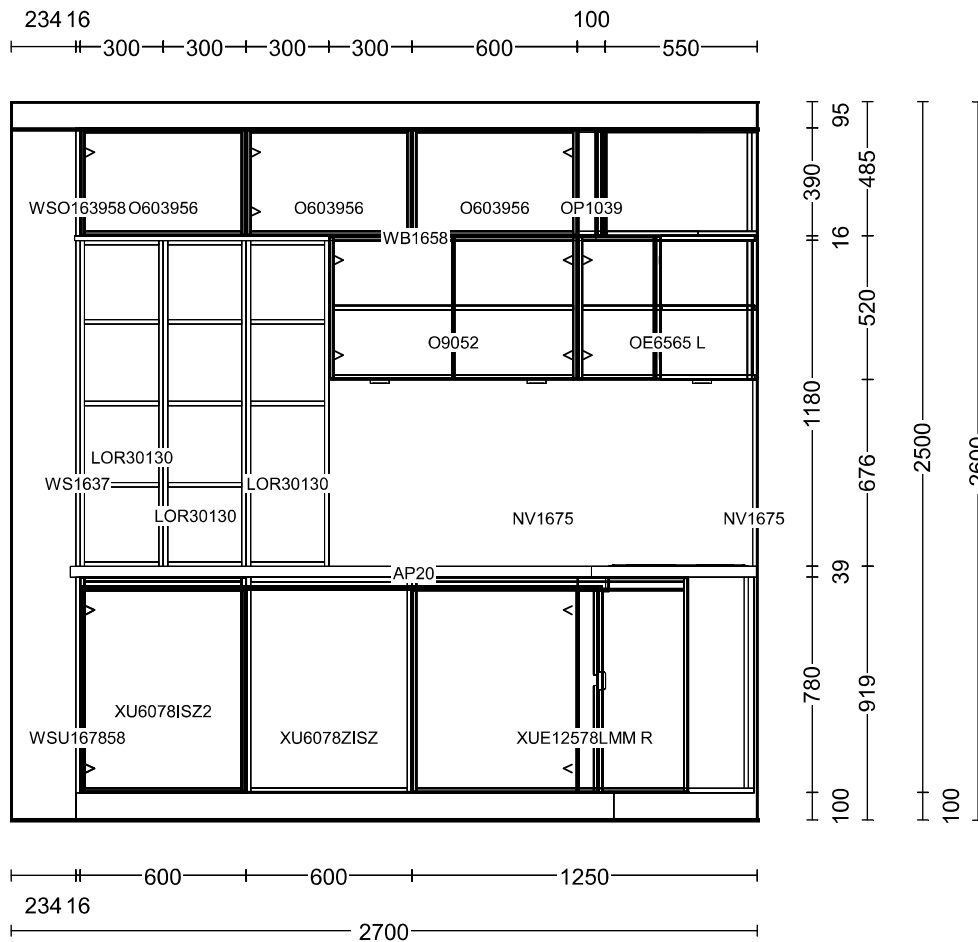 234 16 100
300 300 300 300 600 550
95
390 485
WSO163958 O603956 O603956 O603956 OP1039
WB1658 16
520
O9052 OE6565 L
1180
2500 2600
LOR30130 676
WS1637 LOR30130
LOR30130 NV1675 NV1675
AP20 39
780 919
XU6078ISZ2
WSU167858 XU6078ZISZ XUE12578LMM R
100 100
600 600 1250
234 16
2700